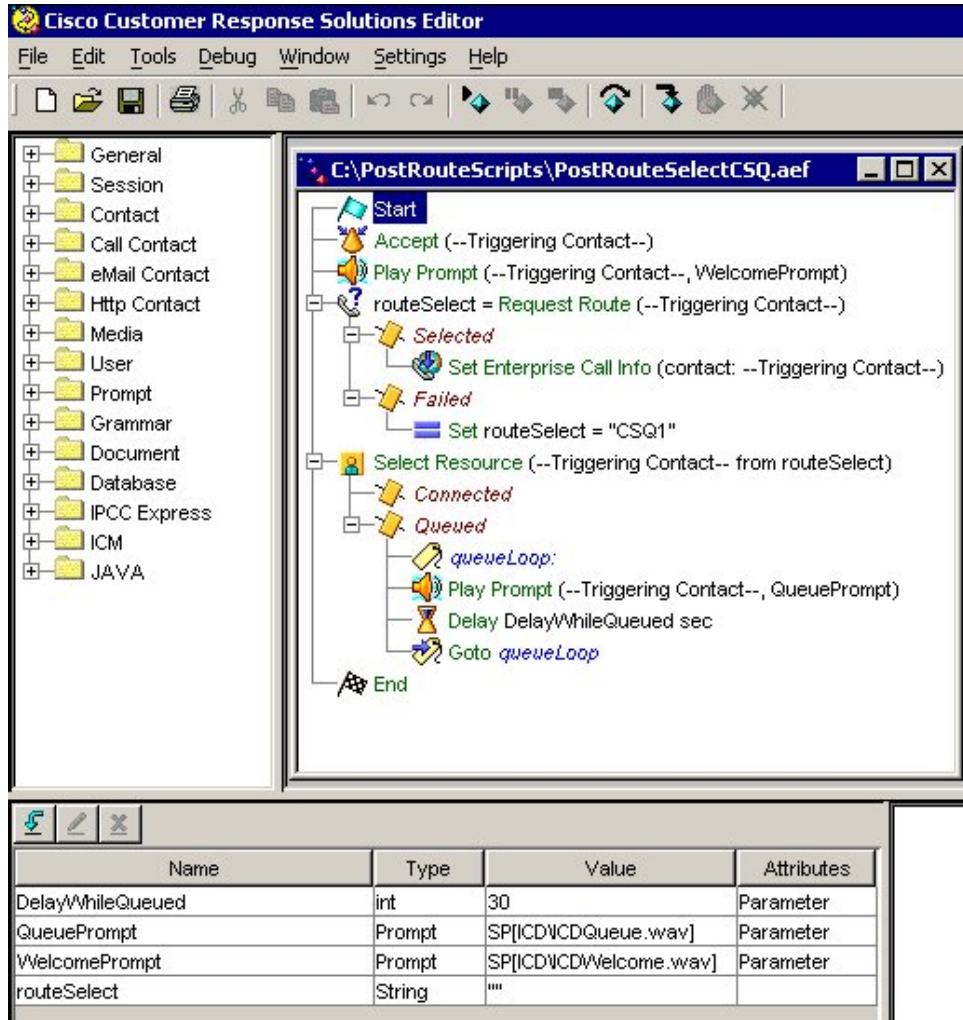 Cisco Customer Response Solutions Editor
File Edit Tools Debug Window Settings Help
General
Session
Contact
Call Contact
eMail Contact
Http Contact
Media
User
Prompt
Grammar
Document
Database
IPCC Express
ICM
JAVA
C:\PostRouteScripts\PostRouteSelectCSQ.aef
Start
Accept (--Triggering Contact--)
Play Prompt (--Triggering Contact--, WelcomePrompt)
routeSelect = Request Route (--Triggering Contact--)
Selected
Set Enterprise Call Info (contact: --Triggering Contact--)
Failed
Set routeSelect = "CSQ1"
Select Resource (--Triggering Contact-- from routeSelect)
Connected
Queued
queueLoop:
Play Prompt (--Triggering Contact--, QueuePrompt)
Delay DelayWhileQueued sec
Goto queueLoop
End
Name Type Value Attributes
DelayWhileQueued int 30 Parameter
QueuePrompt Prompt SP[ICD\ICDQueue.wav] Parameter
WelcomePrompt Prompt SP[ICD\ICDWelcome.wav] Parameter
routeSelect String ""